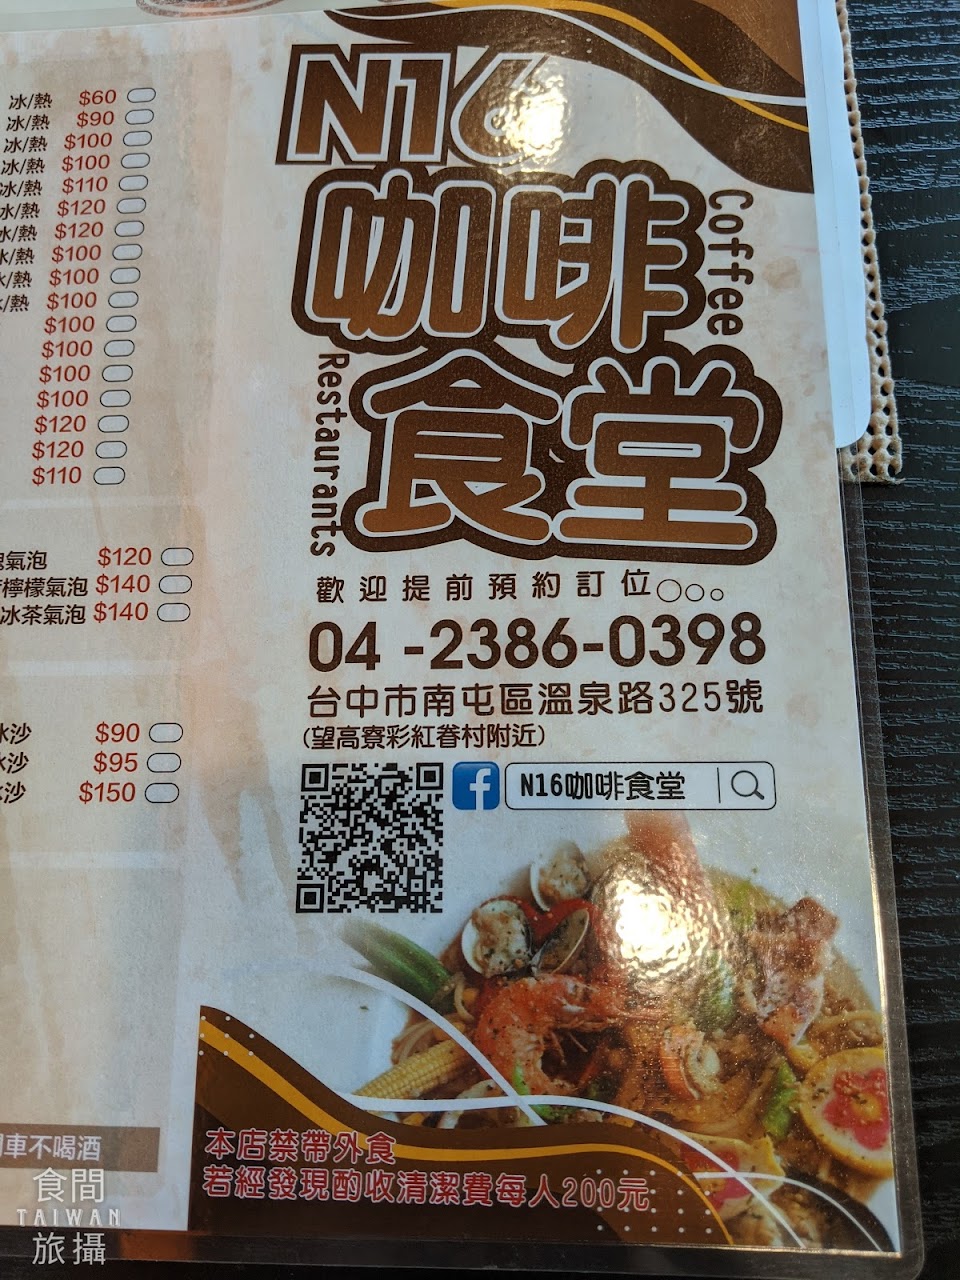 冰/熱 $60
冰/熱 $90
冰/熱 $100
冰/熱 $100
冰/熱 $110
冰/熱 $120
冰/熱 $120
冰/熱 $100
冰/熱 $100
/熱 $100
$100
$100
$100
$100
$120
$120
$110
氣泡 $120
檸檬氣泡 $140
冰茶氣泡 $140
冰沙 $90
冰沙 $95
冰沙 $150
車不喝酒
N16
咖啡
Coffee
食堂
Restaurants
歡迎提前預約訂位○○○
04 -2386-0398
台中市南屯區溫泉路325號
(望高寮彩紅眷村附近)
f N16咖啡食堂
本店禁帶外食
若經發現酌收清潔費每人200元
食間
TAIWAN
旅攝